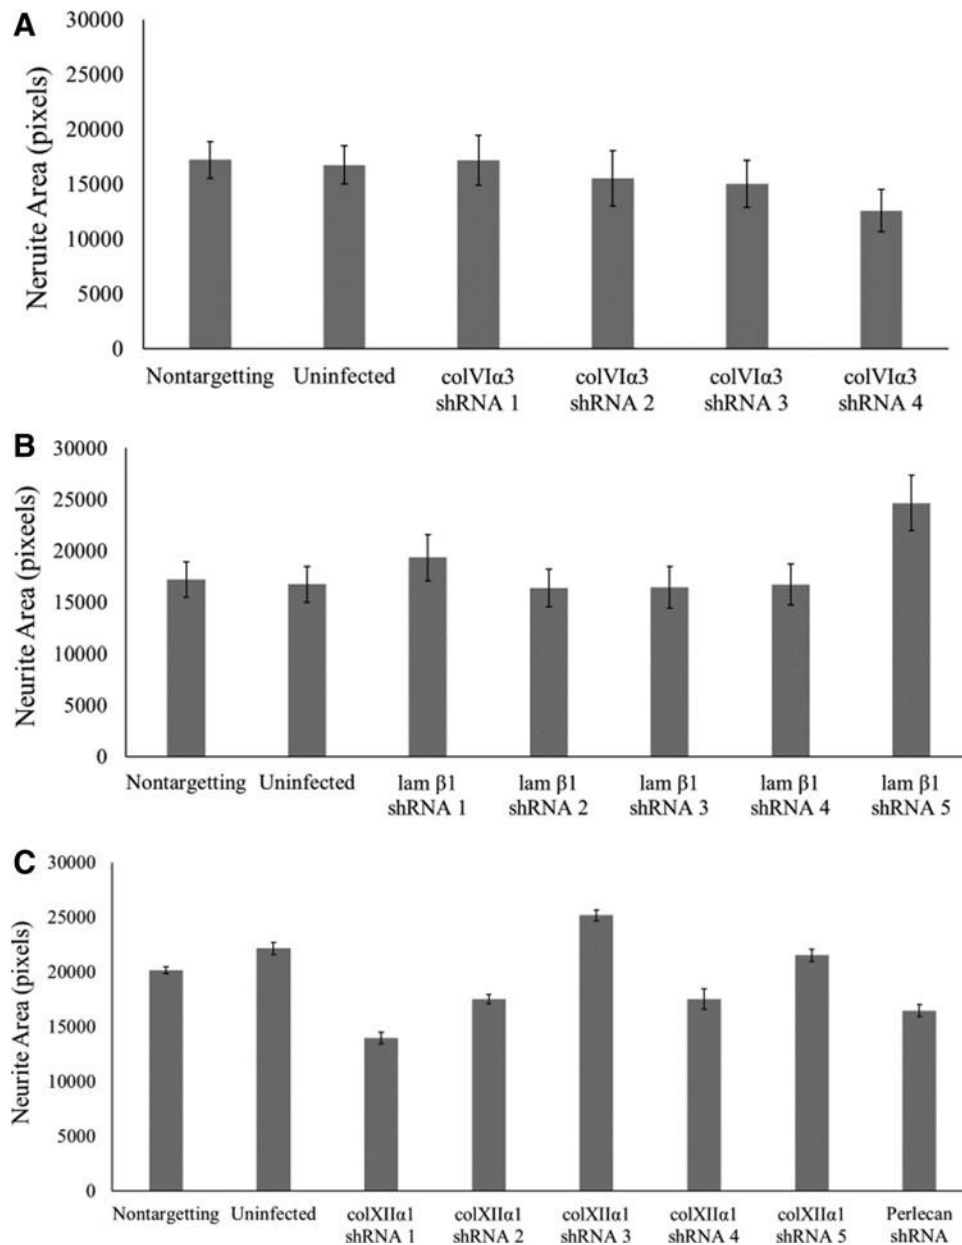 A
Neruite Area (pixels)
30000
25000
20000
15000
10000
5000
0
Nontargetting Uninfected colVIα3 colVIα3 colVIα3 colVIα3
shRNA 1 shRNA 2 shRNA 3 shRNA 4
B
Neurite Area (pixeels)
30000
25000
20000
15000
10000
5000
0
Nontargetting Uninfected lam β1 lam β1 lam β1 lam β1 lam β1
shRNA 1 shRNA 2 shRNA 3 shRNA 4 shRNA 5
C
Neurite Area (pixels)
30000
25000
20000
15000
10000
5000
0
Nontargetting Uninfected colXIIα1 colXIIα1 colXIIα1 colXIIα1 colXIIα1 Perlecan
shRNA 1 shRNA 2 shRNA 3 shRNA 4 shRNA 5 shRNA